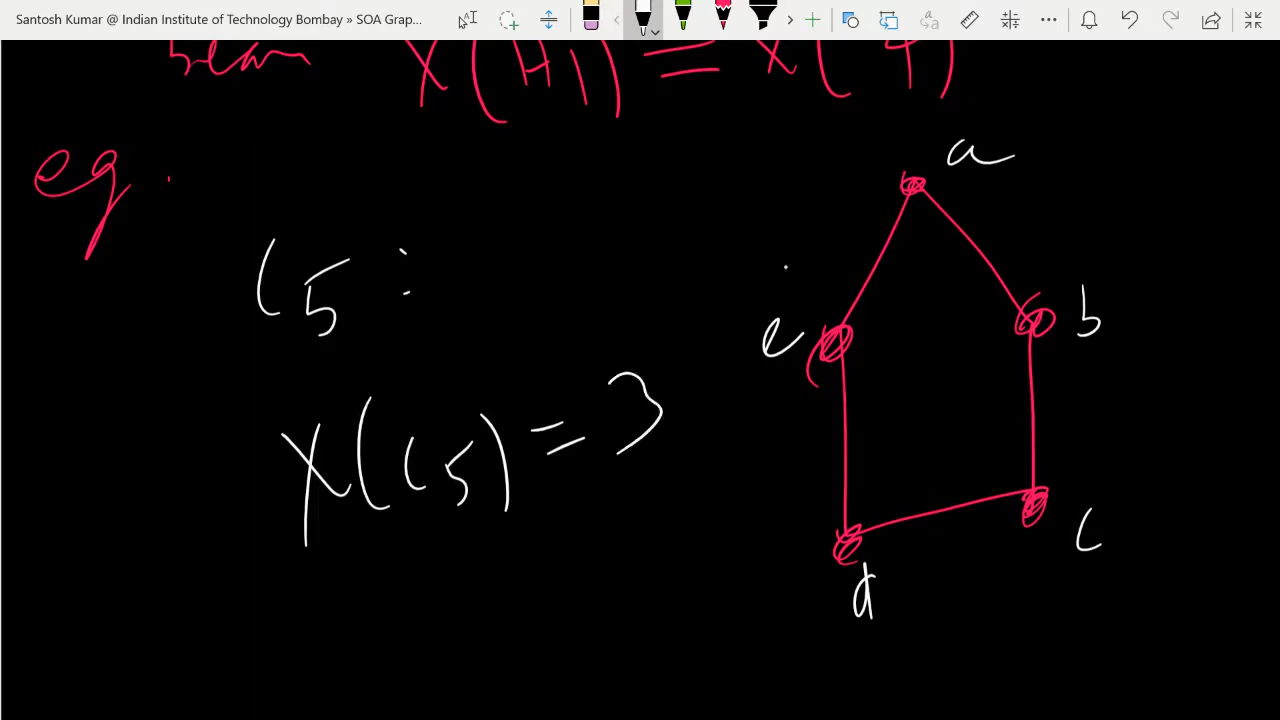 Santosh Kumar @ Indian Institute of Technology Bombay » SOA Grap...
χ(H) = χ(G)
eg.
C5 :
χ(C5) = 3
a
b
e
c
d